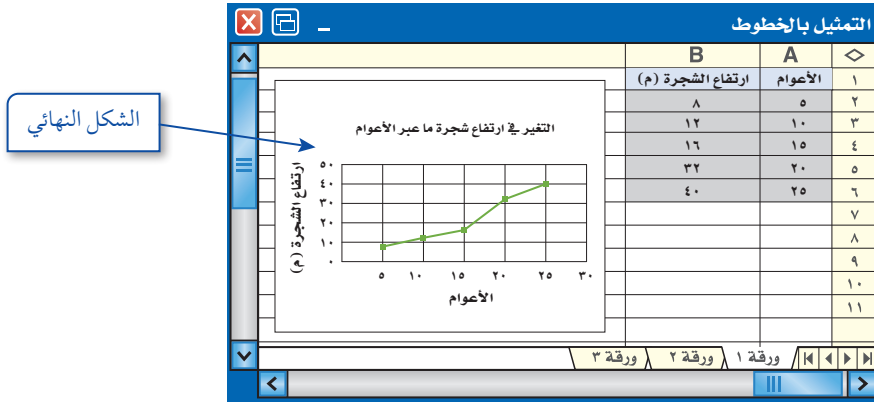 التمثيل بالخطوط
B A
١ الأعوام ارتفاع الشجرة (م)
٢ ٥ ٨
٣ ١٠ ١٢
٤ ١٥ ١٦
٥ ٢٠ ٣٢
٦ ٢٥ ٤٠
٧
٨
٩
١٠
١١
التغير في ارتفاع شجرة ما عبر الأعوام
ارتفاع الشجرة (م)
٥٠
٤٠
٣٠
٢٠
١٠
٠
٥ ١٠ ١٥ ٢٠ ٢٥ ٣٠
الأعوام
الشكل النهائي
ورقة ١ ورقة ٢ ورقة ٣